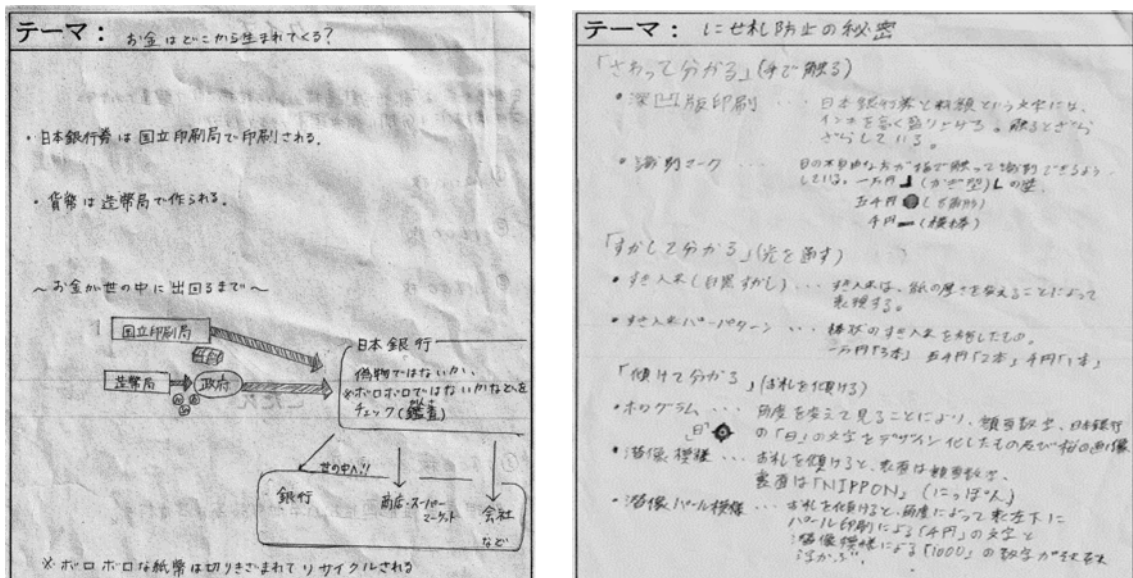 テーマ： お金はどこから生まれてくる？
・日本銀行券は国立印刷局で印刷される。
・貨幣は造幣局で作られる。
～お金が世の中に出回るまで～
国立印刷局
造幣局
政府
日本銀行
偽物ではないか、
※ボロボロではないかなどを
チェック(鑑査)
世の中へ!!
銀行
商店・スーパー
マーケット
会社
など
※ボロボロな紙幣は切りきざまれてリサイクルされる
テーマ： にせ札防止の秘密
「さわって分かる」(手で触る)
・深凹版印刷 ・・・ 日本銀行券と料額という文字には、
インキを高く盛り付ける。触るとざら
ざらしている。
・識別マーク ・・・ 目の不自由な方が指で触って識別できるよう
している。一万円 (かぎ型)Lの型
五千円 (八角形)
千円 (横棒)
「すかして分かる」(光を通す)
・すき入れ(白黒すかし)・・・ すき入れは、紙の厚さを変えることによって
表現する。
・すき入れバーパターン ・・・ 棒状のすき入れを施したもの。
一万円「3本」 五千円「2本」 千円「1本」
「傾けて分かる」(お札を傾ける)
・ホログラム ・・・ 角度を変えて見ることにより、額面数字、日本銀行
「日」 の「日」の文字をデザイン化したもの及び桜の画像
・潜像模様 ・・・ お札を傾けると、表面は額面数字、
裏面は「NIPPON」(にっぽん)
・潜像パール模様 ・・・ お札を傾けると、角度によって表左下に
パール印刷による「千円」の文字と
潜像模様による「1000」の数字が
浮かぶ。